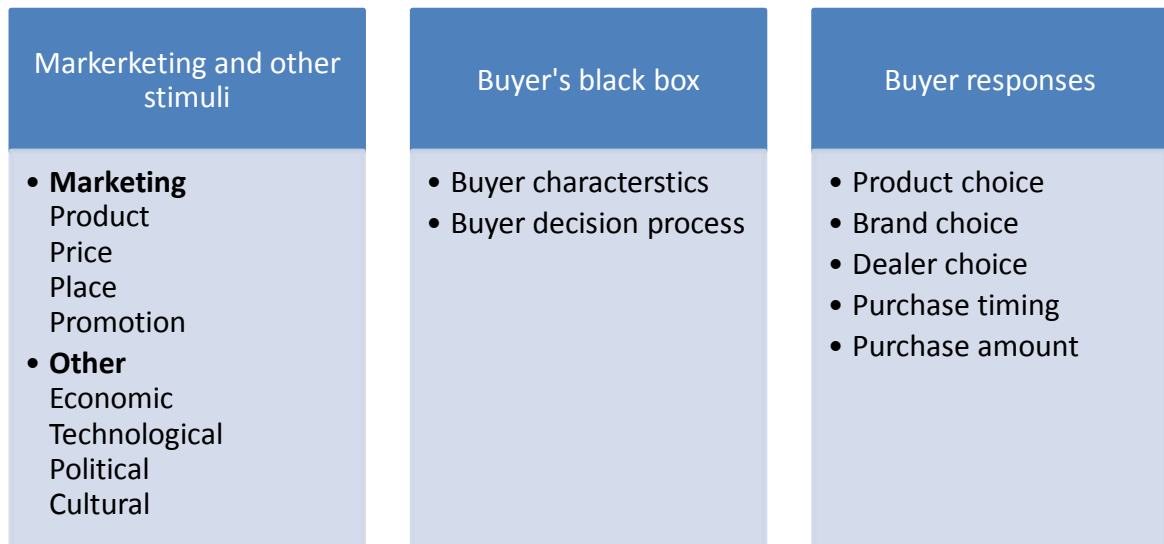 Markerketing and other
stimuli
• Marketing
Product
Price
Place
Promotion
• Other
Economic
Technological
Political
Cultural
Buyer's black box
• Buyer characterstics
• Buyer decision process
Buyer responses
• Product choice
• Brand choice
• Dealer choice
• Purchase timing
• Purchase amount